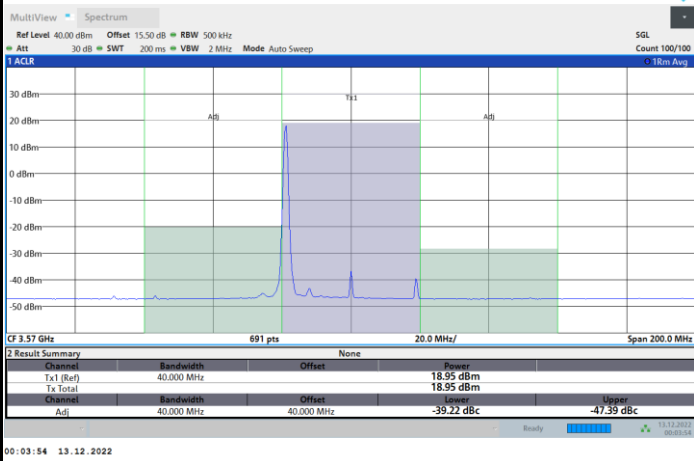 MultiView Spectrum
Ref Level 40.00 dBm Offset 15.50 dB RBW 500 kHz SGL
Att 30 dB SWT 200 ms VBW 2 MHz Mode Auto Sweep Count 100/100
1 ACLR 1Rm Avg
30 dBm
Tx1
20 dBm
Adj Adj
10 dBm
0 dBm
-10 dBm
-20 dBm
-30 dBm
-40 dBm
-50 dBm
CF 3.57 GHz 691 pts 20.0 MHz/ Span 200.0 MHz
2 Result Summary None
Channel Bandwidth Offset Power
Tx1 (Ref) 40.000 MHz 18.95 dBm
Tx Total 18.95 dBm
Channel Bandwidth Offset Lower Upper
Adj 40.000 MHz 40.000 MHz -39.22 dBc -47.39 dBc
Ready 13.12.2022
00:03:54
00:03:54 13.12.2022